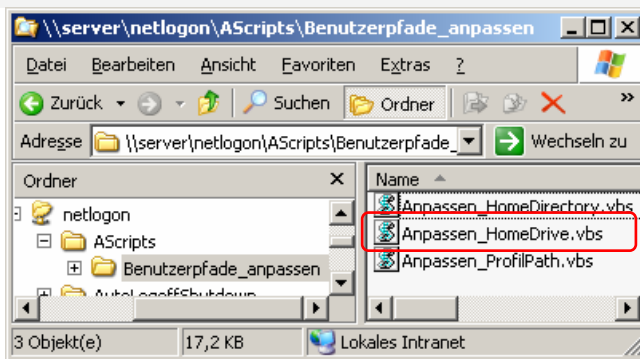 \\server\netlogon\AScripts\Benutzerpfade_anpassen
Datei Bearbeiten Ansicht Favoriten Extras ?
Zurück Suchen Ordner »
Adresse \\server\netlogon\AScripts\Benutzerpfade_ Wechseln zu
Ordner
netlogon
AScripts
Benutzerpfade_anpassen
AutoLogoffShutdown
Name
Anpassen_HomeDirectory.vbs
Anpassen_HomeDrive.vbs
Anpassen_ProfilPath.vbs
3 Objekt(e) 17,2 KB Lokales Intranet